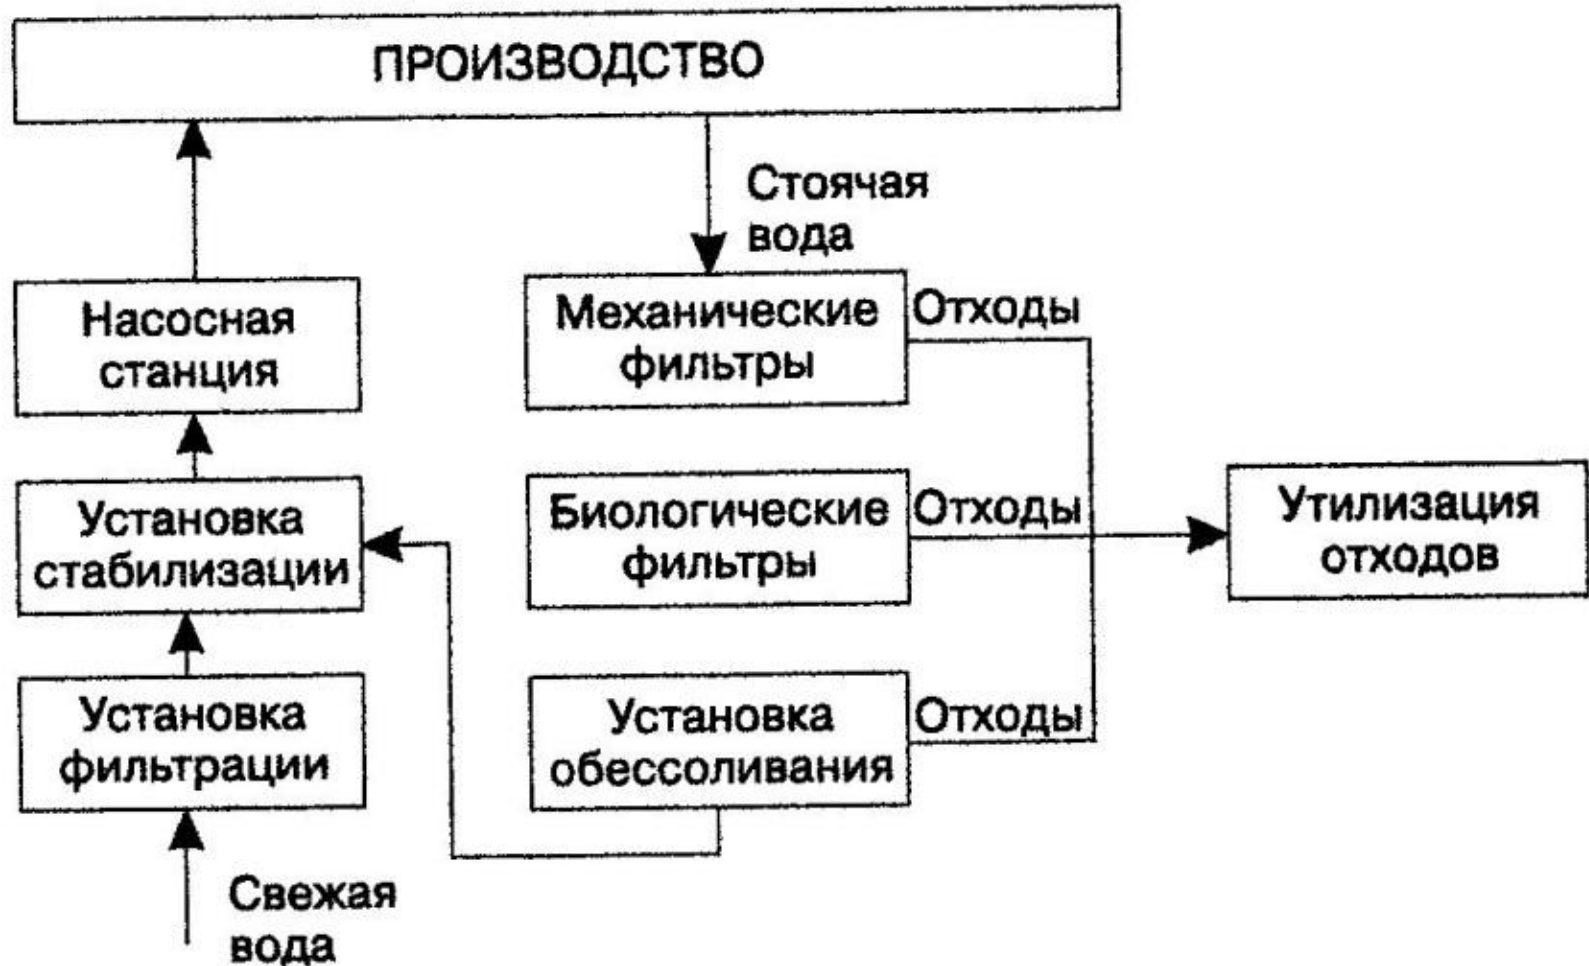 ПРОИЗВОДСТВО
Стоячая
вода
Насосная
станция
Механические
фильтры
Отходы
Установка
стабилизации
Биологические
фильтры
Отходы
Утилизация
отходов
Установка
фильтрации
Установка
обессоливания
Отходы
Свежая
вода